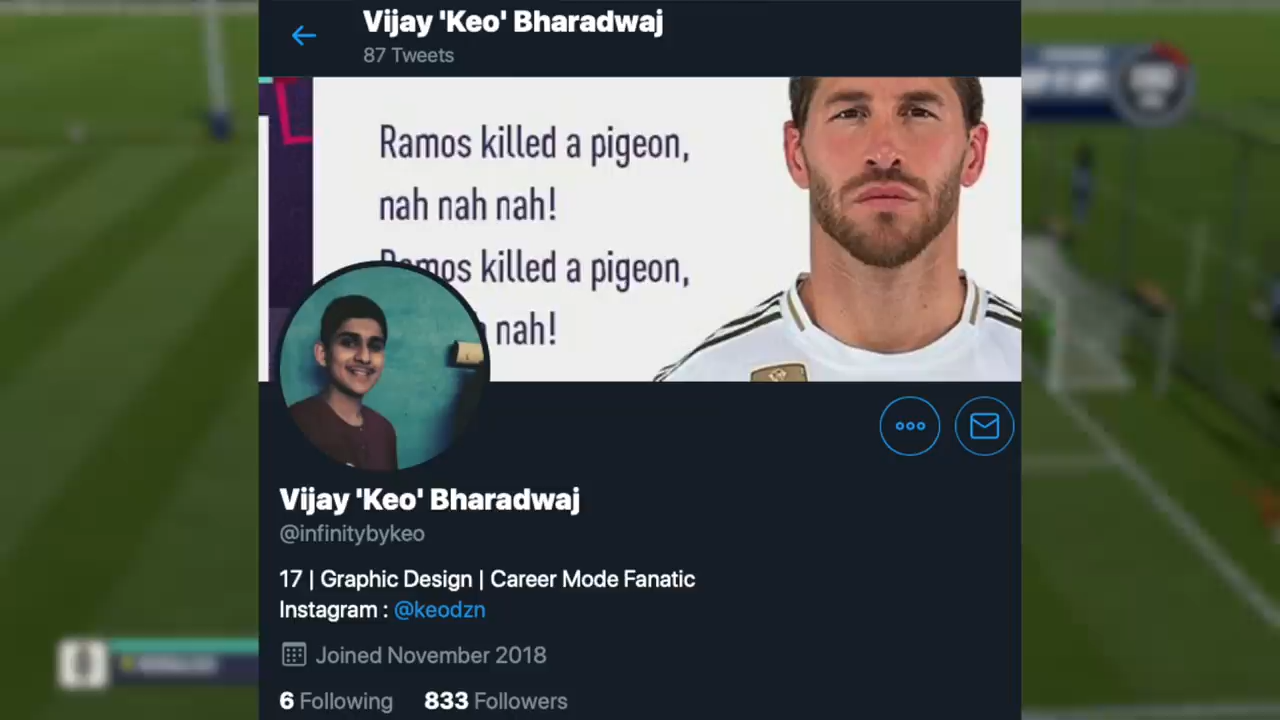 Vijay 'Keo' Bharadwaj
87 Tweets
Ramos killed a pigeon,
nah nah nah!
killed a pigeon,
nah!
Vijay 'Keo' Bharadwaj
@infinitybykeo
17 | Graphic Design | Career Mode Fanatic
Instagram : @keodzn
Joined November 2018
6 Following 833 Followers